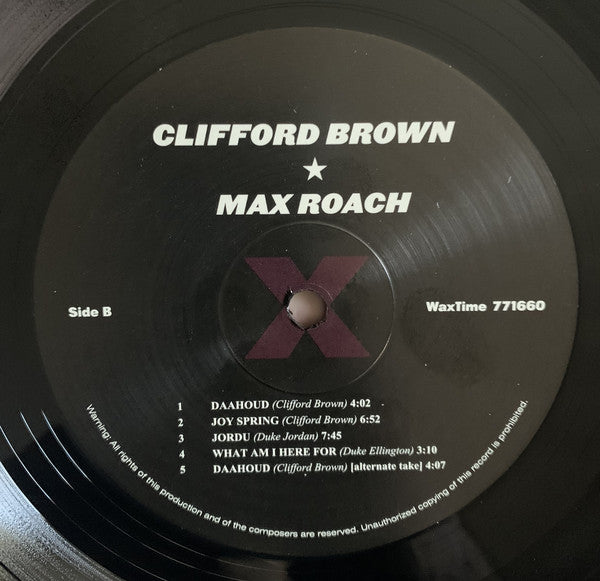 CLIFFORD BROWN
★
MAX ROACH
X
Side B
WaxTime 771660
1 DAAHOUD (Clifford Brown) 4:02
2 JOY SPRING (Clifford Brown) 6:52
3 JORDU (Duke Jordan) 7:45
4 WHAT AM I HERE FOR (Duke Ellington) 3:10
5 DAAHOUD (Clifford Brown) [alternate take] 4:07
Warning: All rights of this production and of the composers are reserved. Unauthorized copying of this record is prohibited.